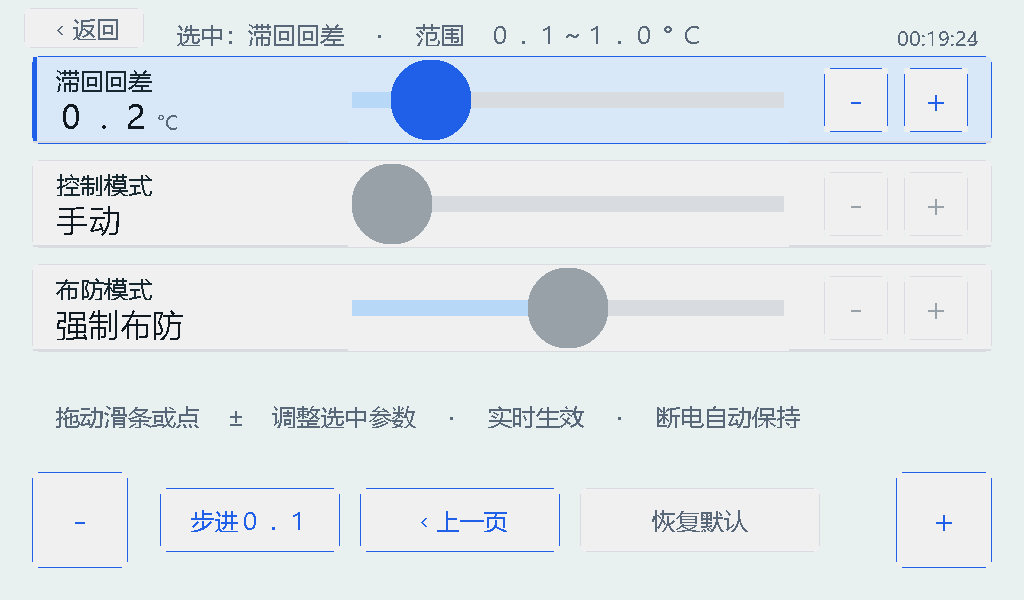 ‹ 返回
选中：滞回回差 · 范围 0.1~1.0°C
00:19:24
滞回回差
0.2 ℃
- +
控制模式
手动
- +
布防模式
强制布防
- +
拖动滑条或点 ± 调整选中参数 · 实时生效 · 断电自动保持
- 步进0.1 ‹ 上一页 恢复默认 +